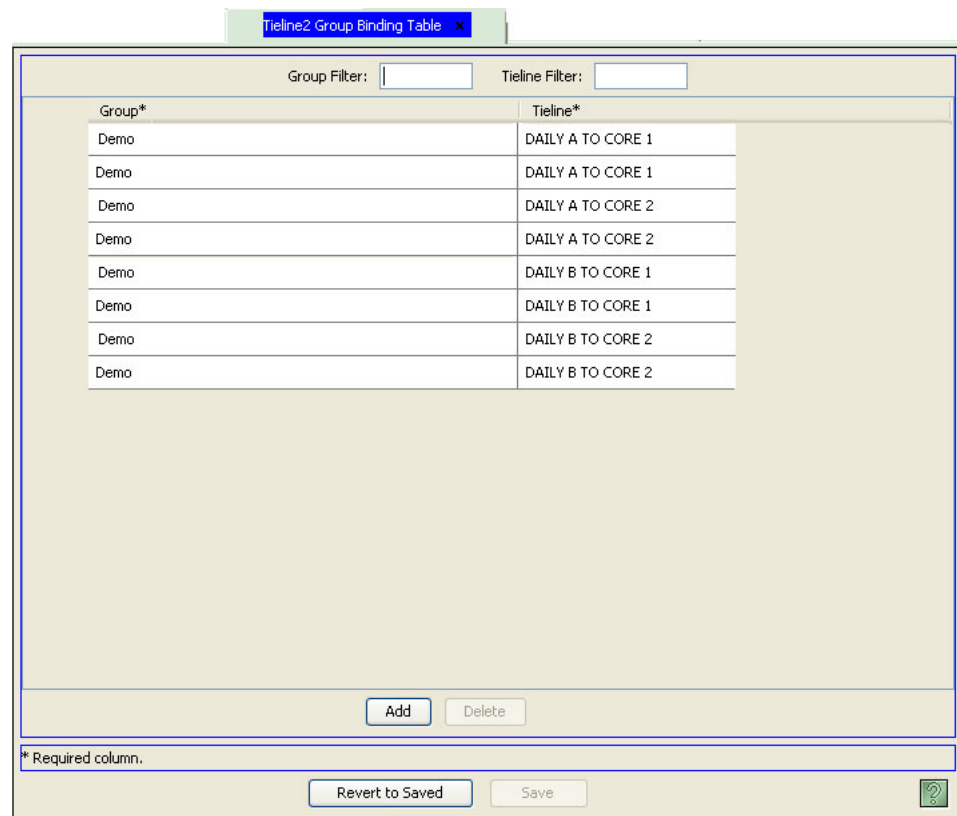 Tieline2 Group Binding Table ×
Group Filter: Tieline Filter:
Group* Tieline*
Demo DAILY A TO CORE 1
Demo DAILY A TO CORE 1
Demo DAILY A TO CORE 2
Demo DAILY A TO CORE 2
Demo DAILY B TO CORE 1
Demo DAILY B TO CORE 1
Demo DAILY B TO CORE 2
Demo DAILY B TO CORE 2
Add Delete
* Required column.
Revert to Saved Save ?